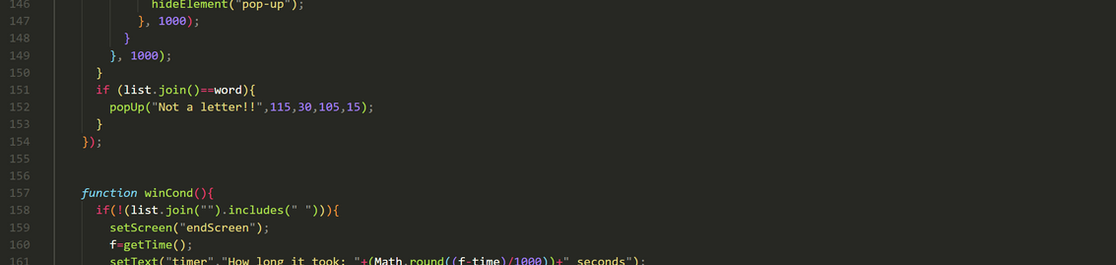 146 hideElement("pop-up");
147 }, 1000);
148 }
149 }, 1000);
150 }
151 if (list.join()==word){
152 popUp("Not a letter!!",115,30,105,15);
153 }
154 });
155
156
157 function winCond(){
158 if(!(list.join("").includes(" "))){
159 setScreen("endScreen");
160 f=getTime();
161 setText("timer","How long it took: "+(Math.round((f-time)/1000))+" seconds");